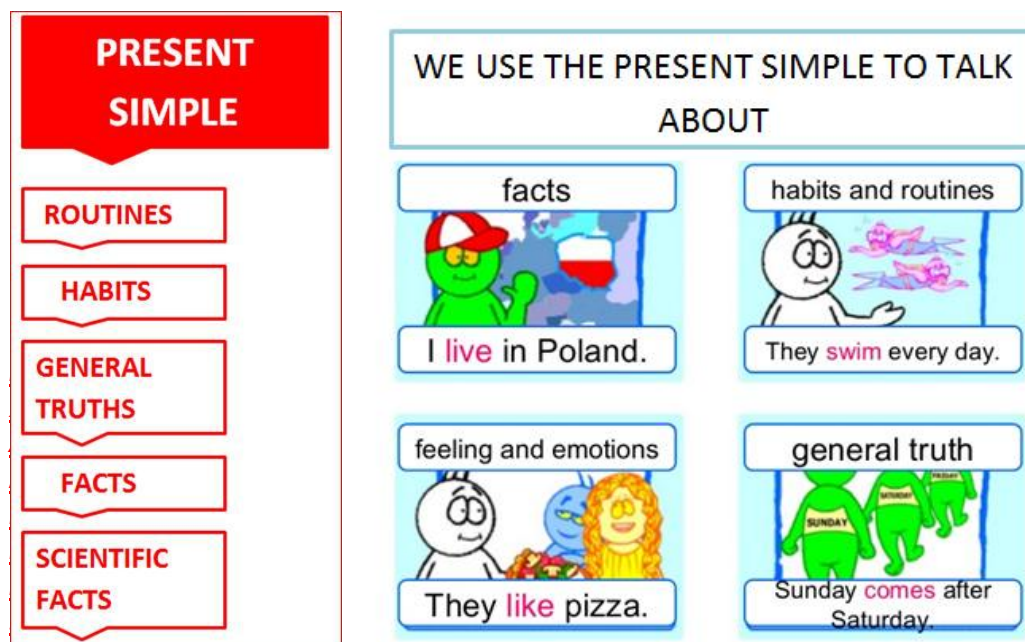 PRESENT
SIMPLE
ROUTINES
HABITS
GENERAL
TRUTHS
FACTS
SCIENTIFIC
FACTS
WE USE THE PRESENT SIMPLE TO TALK
ABOUT
facts
I live in Poland.
habits and routines
They swim every day.
feeling and emotions
They like pizza.
general truth
SUNDAY
SATURDAY
FRIDAY
Sunday comes after
Saturday.